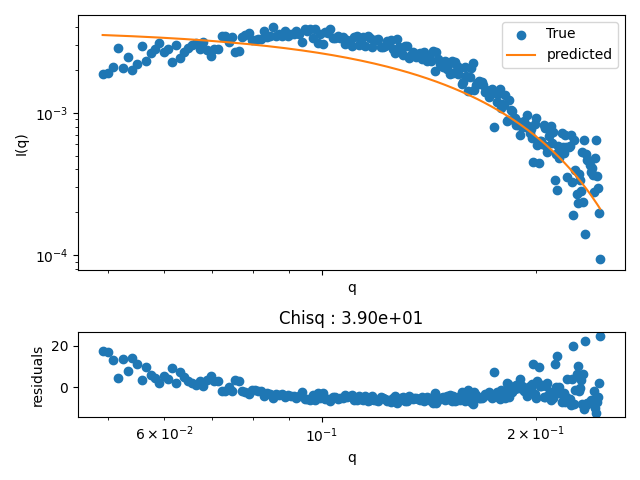 True
predicted
10⁻³
10⁻⁴
I(q)
q
Chisq : 3.90e+01
20
0
residuals
6 × 10⁻²
10⁻¹
2 × 10⁻¹
q